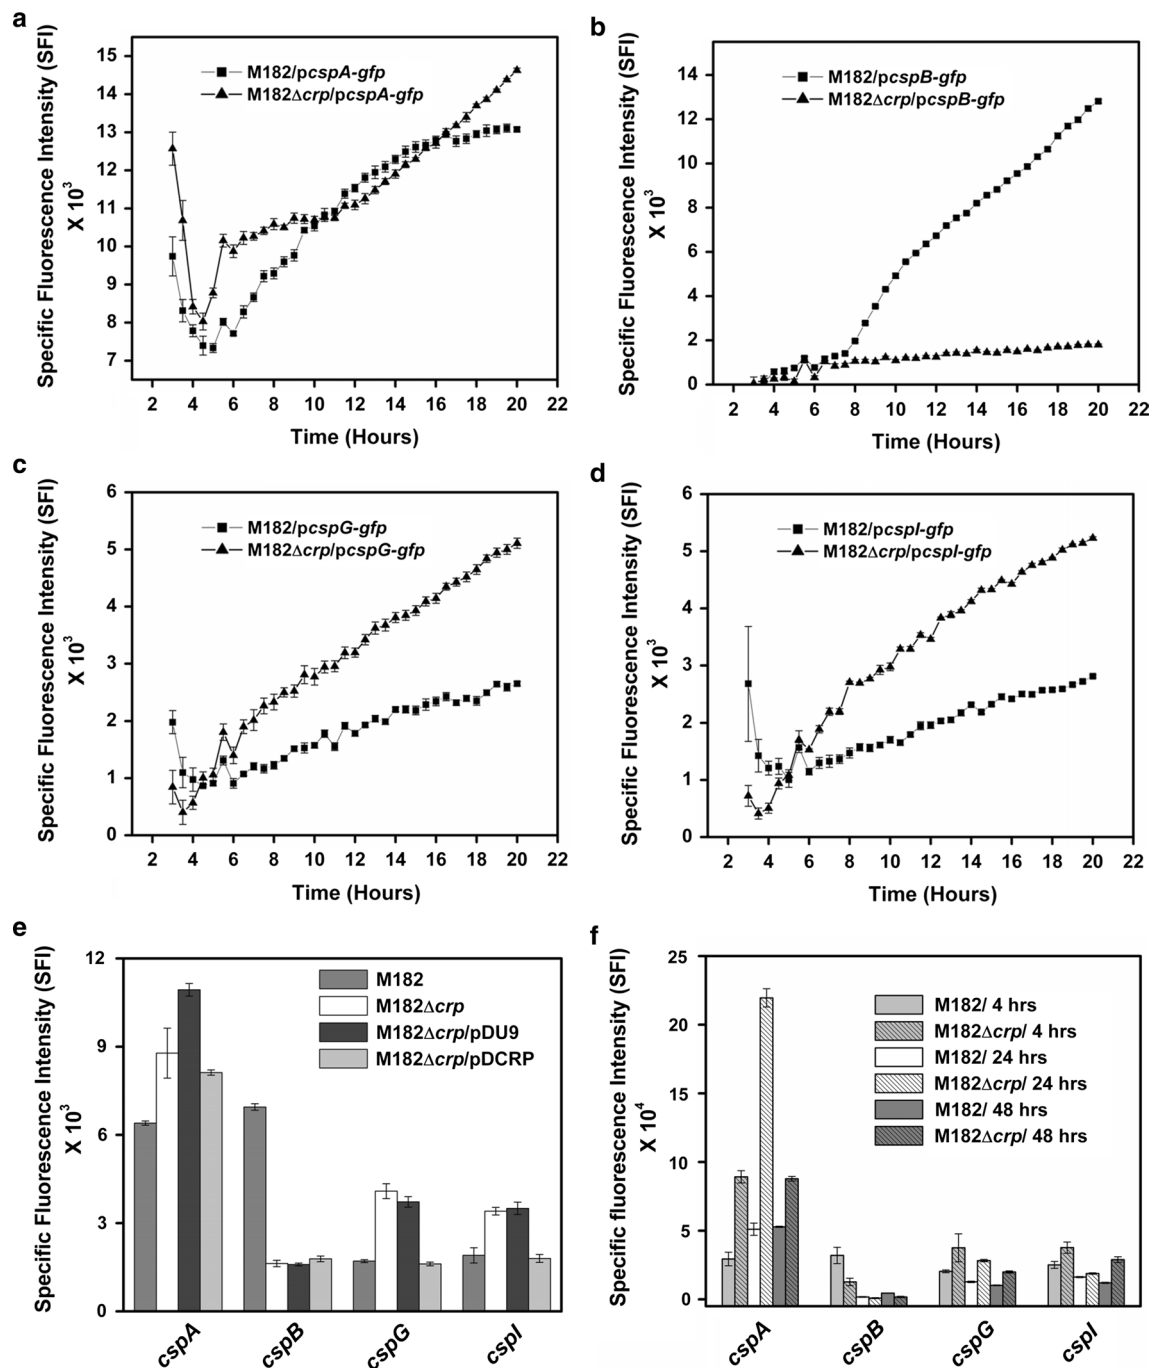 a
Specific Fluorescence Intensity (SFI)
X 10³
15
14
13
12
11
10
9
8
7
M182/pcspA-gfp
M182Δcrp/pcspA-gfp
2 4 6 8 10 12 14 16 18 20 22
Time (Hours)
b
Specific Fluorescence Intensity (SFI)
X 10³
14
12
10
8
6
4
2
0
M182/pcspB-gfp
M182Δcrp/pcspB-gfp
2 4 6 8 10 12 14 16 18 20 22
Time (Hours)
c
Specific Fluorescence Intensity (SFI)
X 10³
6
5
4
3
2
1
0
M182/pcspG-gfp
M182Δcrp/pcspG-gfp
2 4 6 8 10 12 14 16 18 20 22
Time (Hours)
d
Specific Fluorescence Intensity (SFI)
X 10³
6
5
4
3
2
1
0
M182/pcspI-gfp
M182Δcrp/pcspI-gfp
2 4 6 8 10 12 14 16 18 20 22
Time (Hours)
e
Specific Fluorescence Intensity (SFI)
X 10³
12
9
6
3
0
M182
M182Δcrp
M182Δcrp/pDU9
M182Δcrp/pDCRP
cspA cspB cspG cspI
f
Specific fluorescence Intensity (SFI)
X 10⁴
25
20
15
10
5
0
M182/ 4 hrs
M182Δcrp/ 4 hrs
M182/ 24 hrs
M182Δcrp/ 24 hrs
M182/ 48 hrs
M182Δcrp/ 48 hrs
cspA cspB cspG cspI